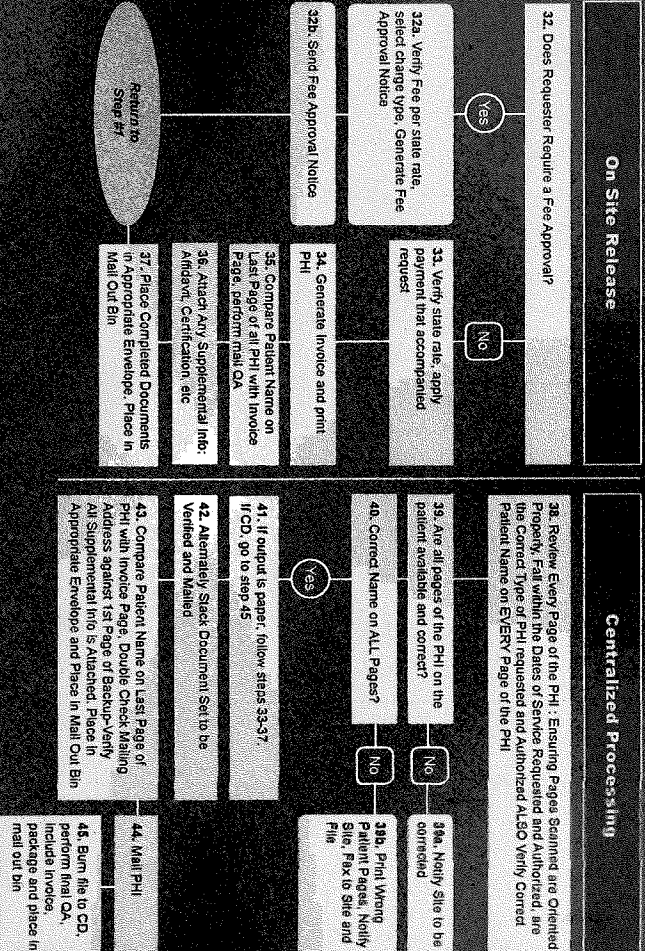 On Site Release
32. Does Requester Require a Fee Approval?
Yes
No
32a. Verify Fee per state rate,
select charge type, Generate Fee
Approval Notice
32b. Send Fee Approval Notice
33. Verify state rate, apply
payment that accompanied
request
34. Generate Invoice and print
PHI
35. Compare Patient Name on
Last Page of all PHI with Invoice
Page, perform mail QA
36. Attach Any Supplemental Info:
Affidavit, Certification, etc
37. Place Completed Documents
in Appropriate Envelope. Place in
Mail Out Bin
Return to
Step #1
Centralized Processing
38. Review Every Page of the PHI : Ensuring Pages Scanned are Oriented
Properly, Fall within the Dates of Service Requested and Authorized, are
the Correct Type of PHI requested and Authorized ALSO Verify Correct
Patient Name on EVERY Page of the PHI
39. Are all pages of the PHI on the
patient available and correct?
No
39a. Notify Site to be
corrected
40. Correct Name on ALL Pages?
No
39b. Print Wrong
Patient Pages, Notify
Site, Fax to Site and
File
Yes
41. If output is paper, follow steps 33-37
If CD, go to step 45
42. Alternately Stack Document Set to be
Verified and Mailed
43. Compare Patient Name on Last Page of
PHI with Invoice Page, Double Check Mailing
Address against 1st Page of Backup-Verify
All Supplemental Info is Attached, Place In
Appropriate Envelope and Place In Mail Out Bin
44. Mail PHI
45. Burn file to CD,
perform final QA,
include invoice,
package and place in
mail out bin